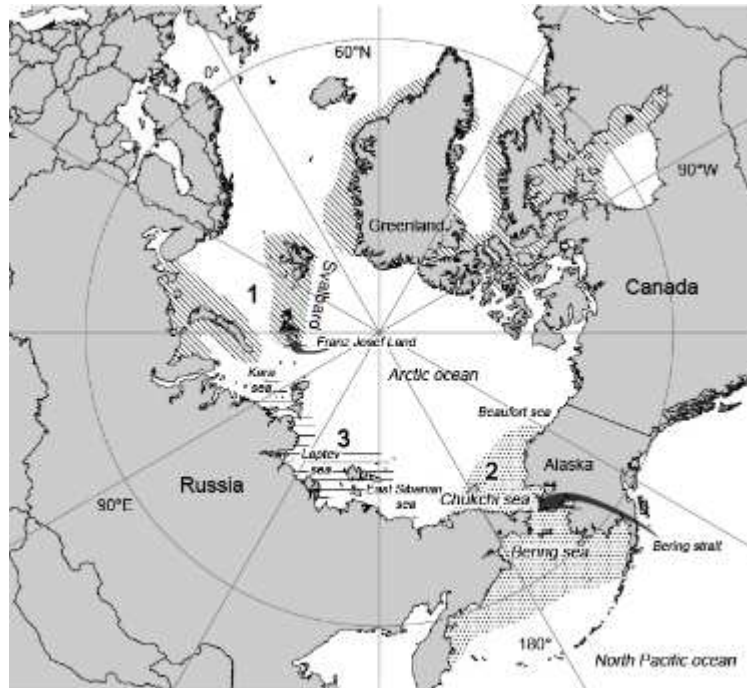 60°N
0°
90°W
Greenland
Canada
Svalbard
1
Franz Josef Land
Kara
sea
Arctic ocean
Beaufort sea
3
Laptev
sea
2
Alaska
Russia
East Siberian
sea
Chukchi sea
90°E
Bering sea
Bering strait
180°
North Pacific ocean